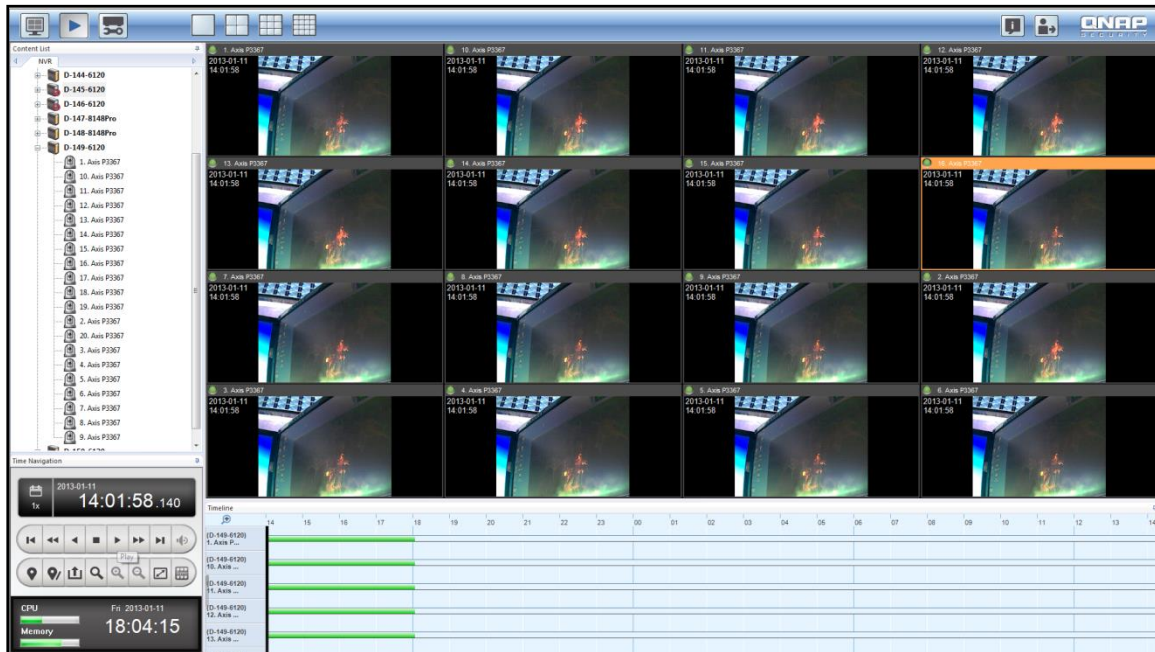 QNAP
SECURITY
Content List
NVR
D-144-6120
D-145-6120
D-146-6120
D-147-8148Pro
D-148-8148Pro
D-149-6120
1. Axis P3367
10. Axis P3367
11. Axis P3367
12. Axis P3367
13. Axis P3367
14. Axis P3367
15. Axis P3367
16. Axis P3367
17. Axis P3367
18. Axis P3367
19. Axis P3367
2. Axis P3367
20. Axis P3367
3. Axis P3367
4. Axis P3367
5. Axis P3367
6. Axis P3367
7. Axis P3367
8. Axis P3367
9. Axis P3367
1. Axis P3367
2013-01-11
14:01:58
10. Axis P3367
2013-01-11
14:01:58
11. Axis P3367
2013-01-11
14:01:58
12. Axis P3367
2013-01-11
14:01:58
13. Axis P3367
2013-01-11
14:01:58
14. Axis P3367
2013-01-11
14:01:58
15. Axis P3367
2013-01-11
14:01:58
16. Axis P3367
2013-01-11
14:01:58
7. Axis P3367
2013-01-11
14:01:58
8. Axis P3367
2013-01-11
14:01:58
9. Axis P3367
2013-01-11
14:01:58
2. Axis P3367
2013-01-11
14:01:58
3. Axis P3367
2013-01-11
14:01:58
4. Axis P3367
2013-01-11
14:01:58
5. Axis P3367
2013-01-11
14:01:58
6. Axis P3367
2013-01-11
14:01:58
Time Navigation
2013-01-11
1x 14:01:58.140
Play
CPU
Fri 2013-01-11
Memory
18:04:15
Timeline
14 15 16 17 18 19 20 21 22 23 00 01 02 03 04 05 06 07 08 09 10 11 12 13 14
(D-149-6120)
1. Axis P...
(D-149-6120)
10. Axis ...
(D-149-6120)
11. Axis ...
(D-149-6120)
12. Axis ...
(D-149-6120)
13. Axis ...